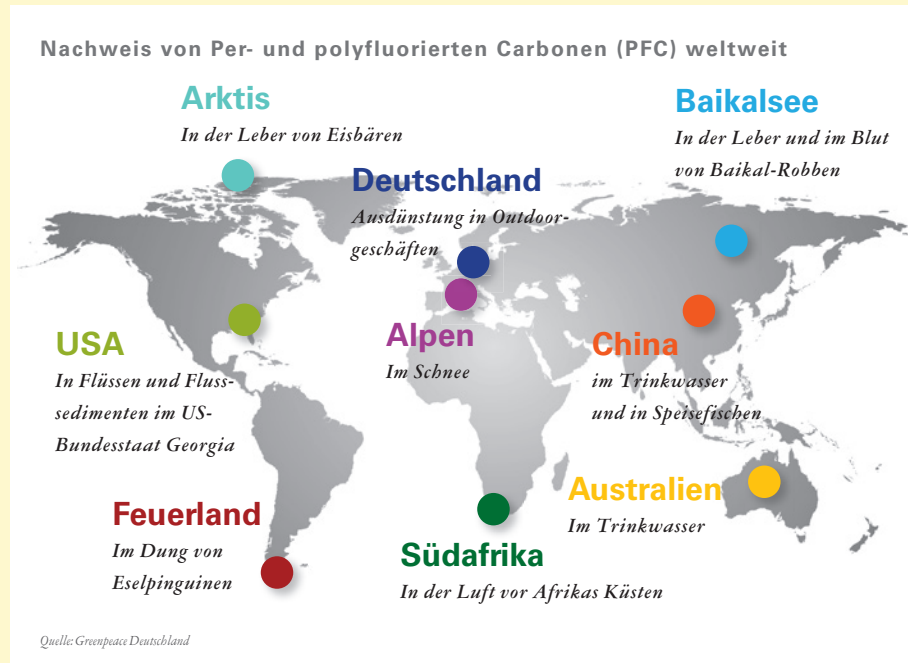 Nachweis von Per- und polyfluorierten Carbonen (PFC) weltweit
Arktis
In der Leber von Eisbären
Baikalsee
In der Leber und im Blut
von Baikal-Robben
Deutschland
Ausdünstung in Outdoor-
geschäften
USA
In Flüssen und Fluss-
sedimenten im US-
Bundesstaat Georgia
Alpen
Im Schnee
China
im Trinkwasser
und in Speisefischen
Feuerland
Im Dung von
Eselpinguinen
Südafrika
In der Luft vor Afrikas Küsten
Australien
Im Trinkwasser
Quelle: Greenpeace Deutschland